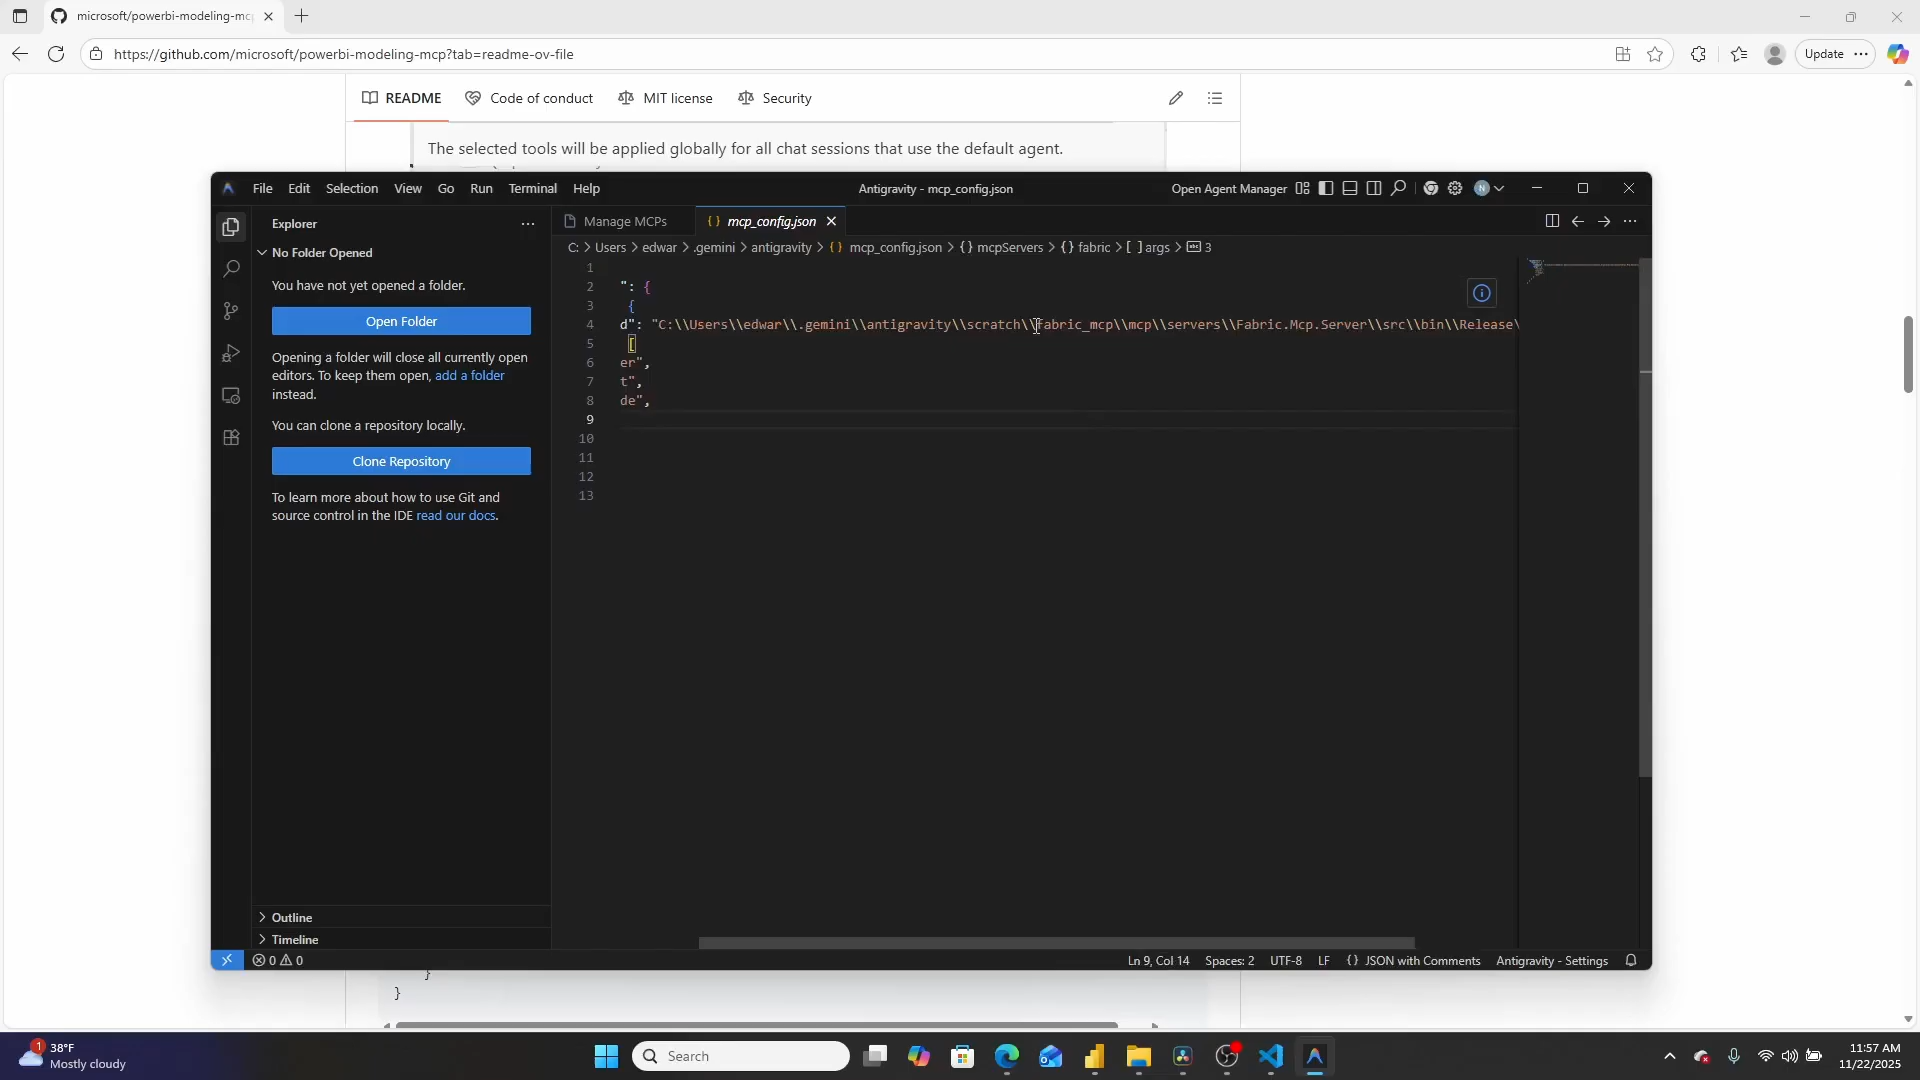 microsoft/powerbi-modeling-mc
https://github.com/microsoft/powerbi-modeling-mcp?tab=readme-ov-file
Update
README
Code of conduct
MIT license
Security
The selected tools will be applied globally for all chat sessions that use the default agent.
File Edit Selection View Go Run Terminal Help
Antigravity - mcp_config.json
Open Agent Manager
N
Explorer
Manage MCPs
{ } mcp_config.json
C: > Users > edwar > .gemini > antigravity > { } mcp_config.json > { } mcpServers > { } fabric > [ ] args > abc 3
No Folder Opened
You have not yet opened a folder.
Open Folder
Opening a folder will close all currently open
editors. To keep them open, add a folder
instead.
You can clone a repository locally.
Clone Repository
To learn more about how to use Git and
source control in the IDE read our docs.
1
2 ": {
3 {
4 d": "C:\\Users\\edwar\\.gemini\\antigravity\\scratch\\fabric_mcp\\mcp\\servers\\Fabric.Mcp.Server\\src\\bin\\Release\
5 [
6 er",
7 t",
8 de",
9
10
11
12
13
Outline
Timeline
0 0
Ln 9, Col 14
Spaces: 2
UTF-8
LF
{ } JSON with Comments
Antigravity - Settings
}
}
1
38°F
Mostly cloudy
Search
11:57 AM
11/22/2025